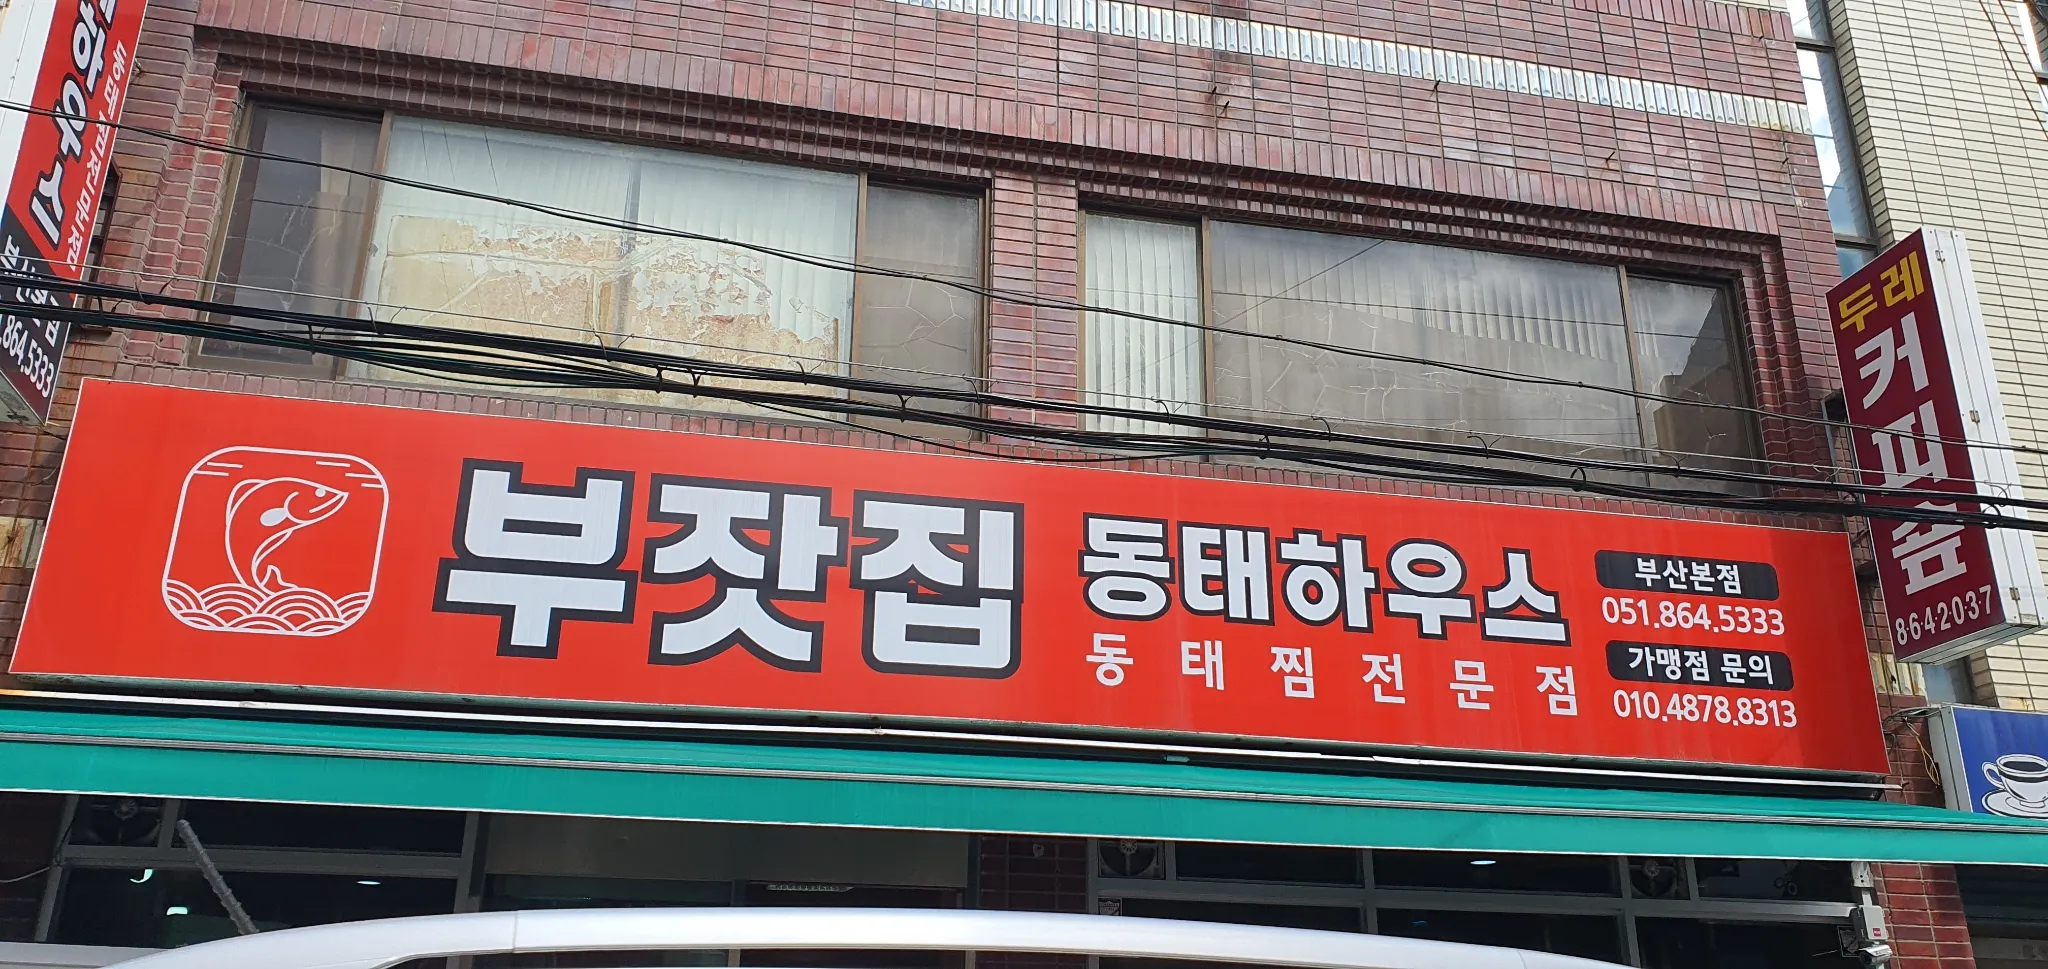 부잣집 동태하우스
동태찜전문점
부산본점
051.864.5333
가맹점 문의
010.4878.8313
두레
커피숖
864-2037
.864.5333